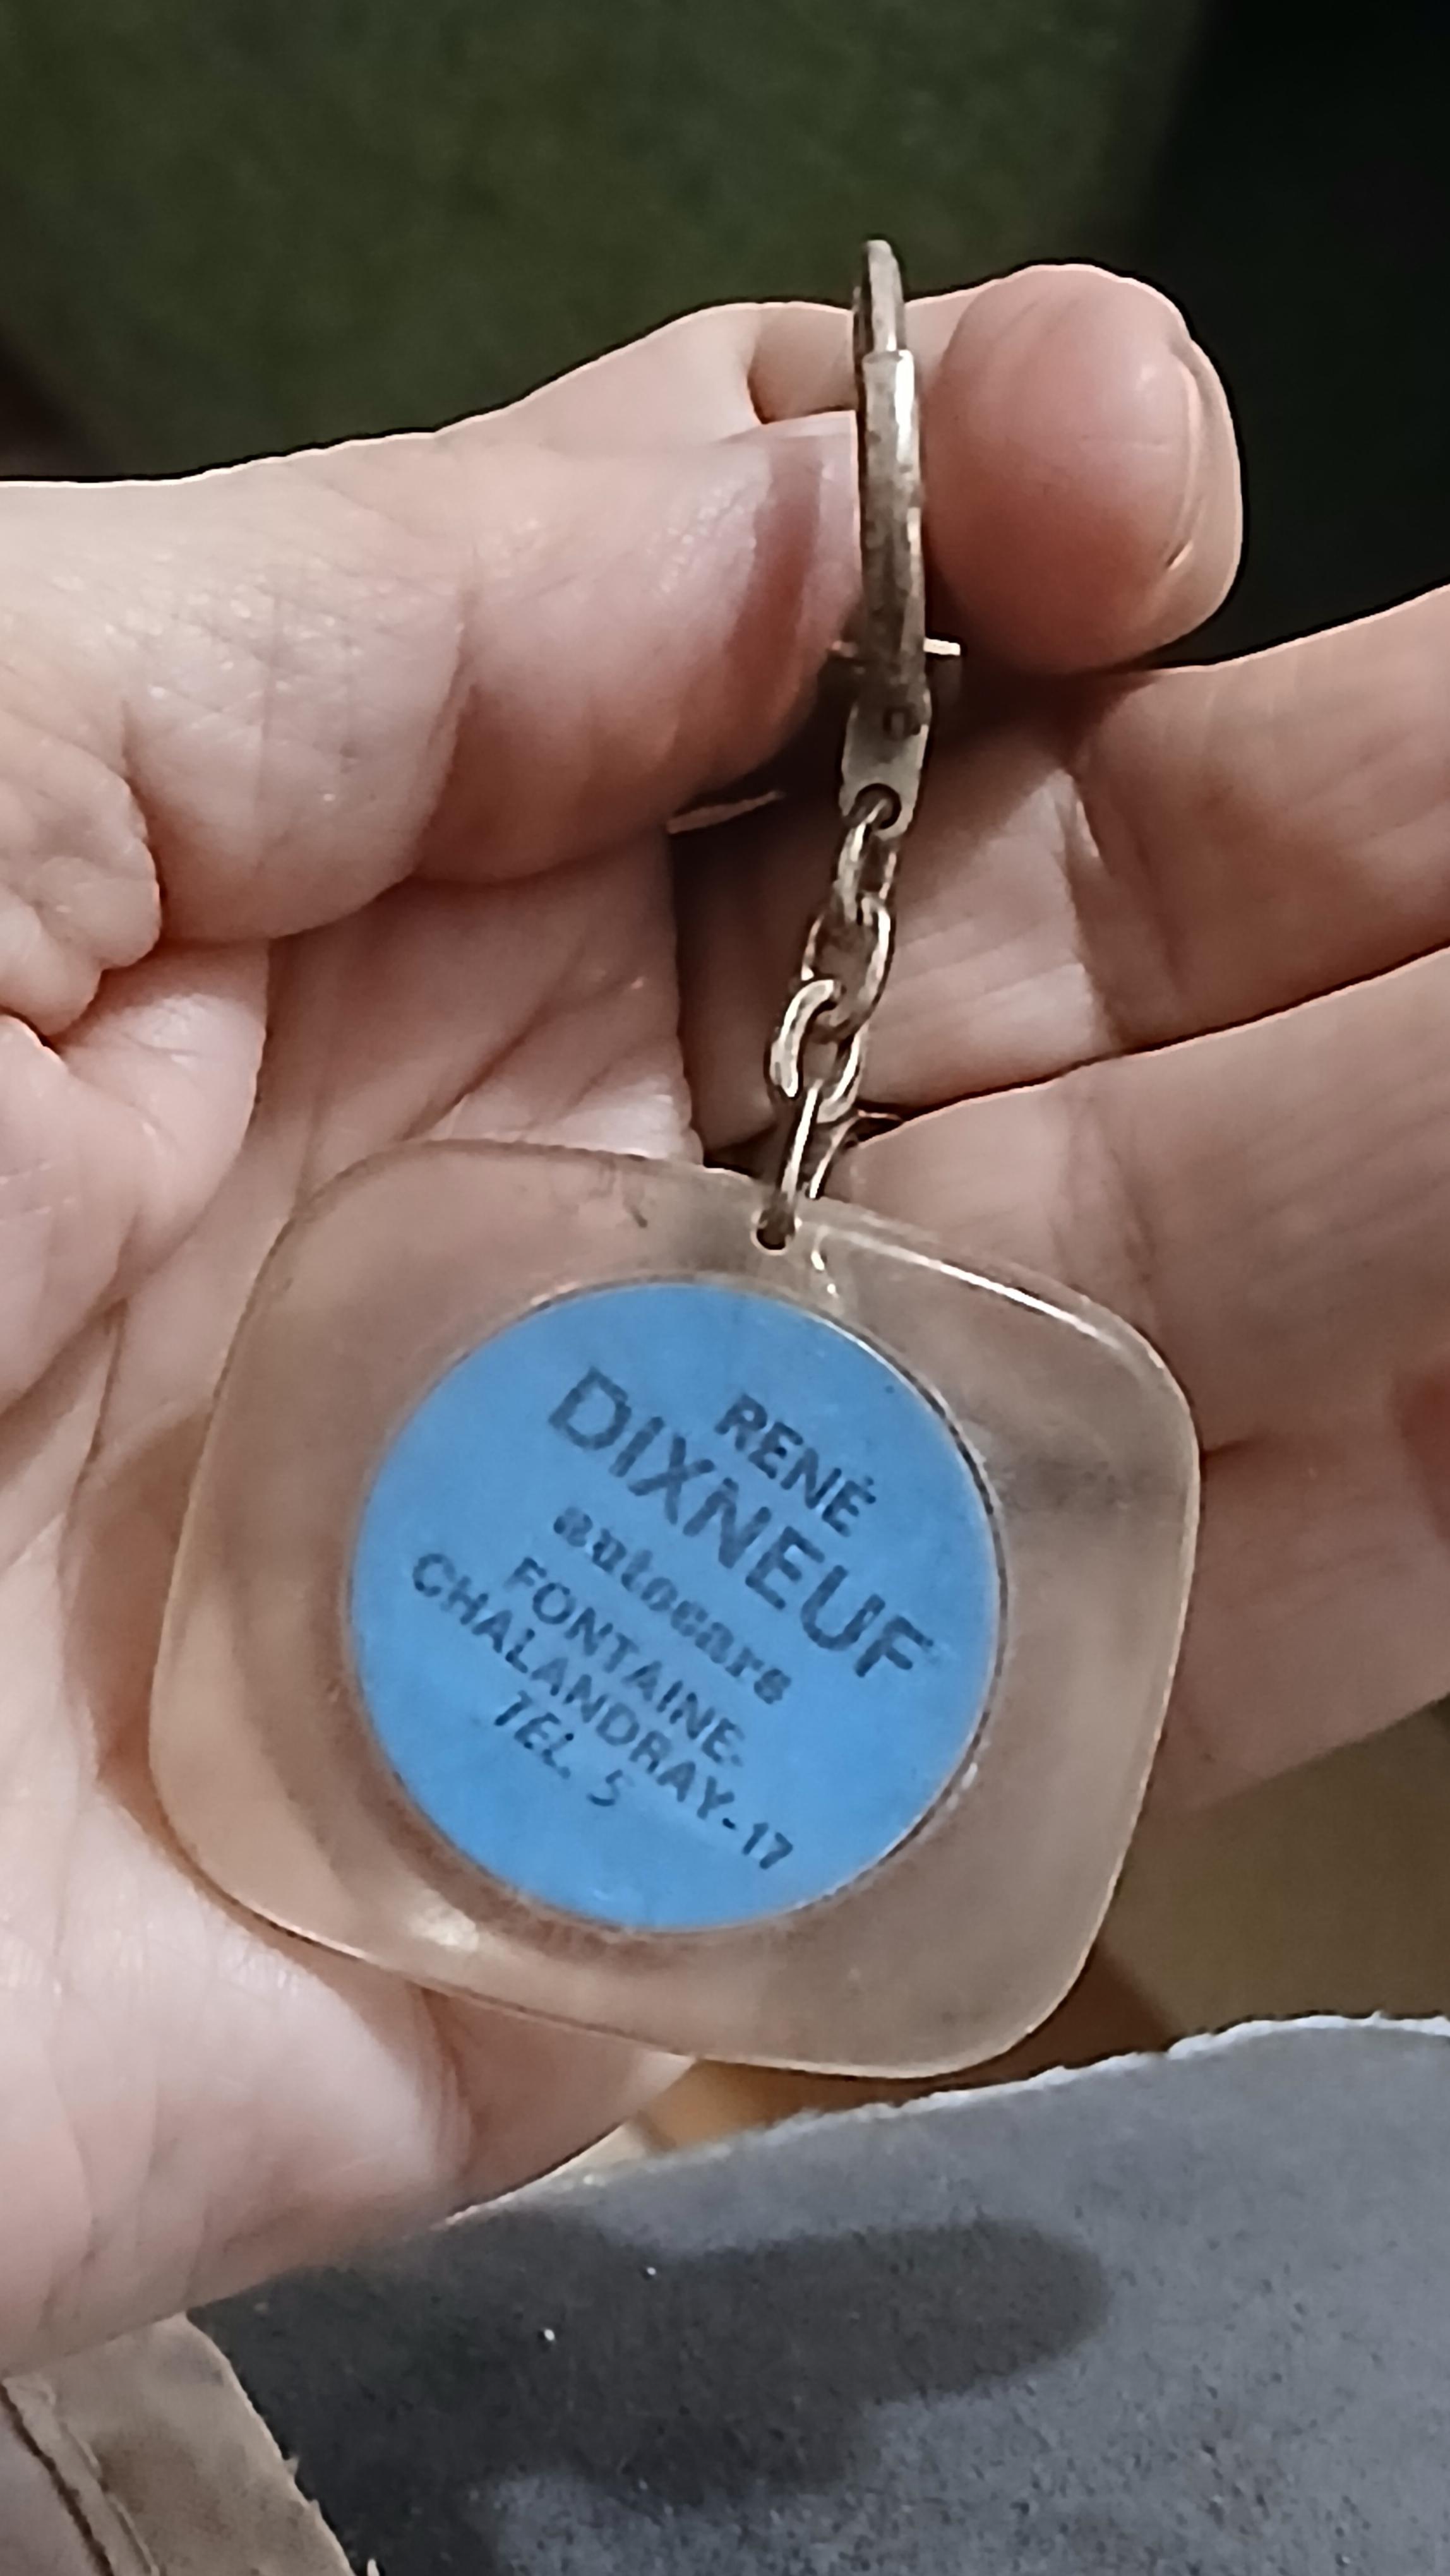 RENÉ
DIXNEUF
autocars
FONTAINE-
CHALANDRAY-17
TEL. 5